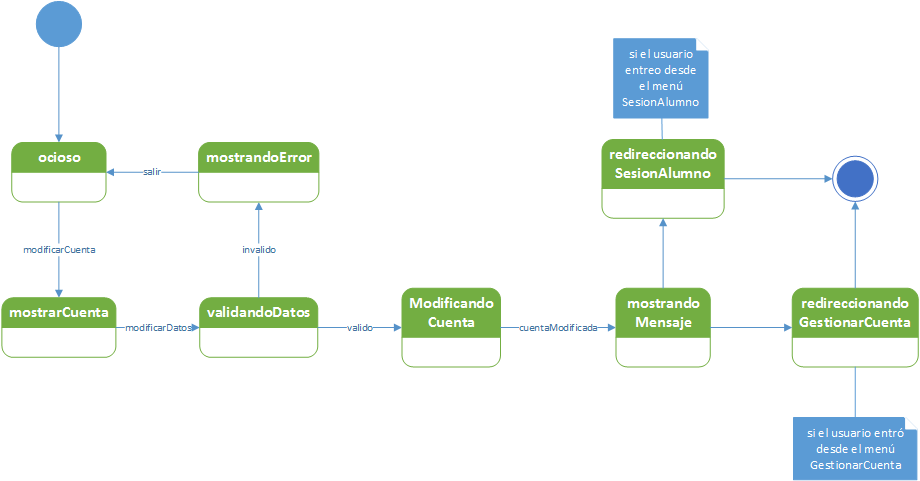 si el usuario
entreo desde
el menú
SesionAlumno
ocioso
mostrandoError
redireccionando
SesionAlumno
salir
modificarCuenta
invalido
mostrarCuenta
modificarDatos
validandoDatos
valido
Modificando
Cuenta
cuentaModificada
mostrando
Mensaje
redireccionando
GestionarCuenta
si el usuario entró
desde el menú
GestionarCuenta